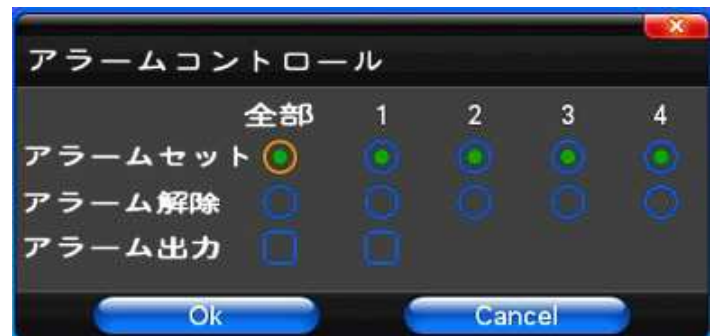 アラームコントロール
全部 1 2 3 4
アラームセット
アラーム解除
アラーム出力
Ok Cancel